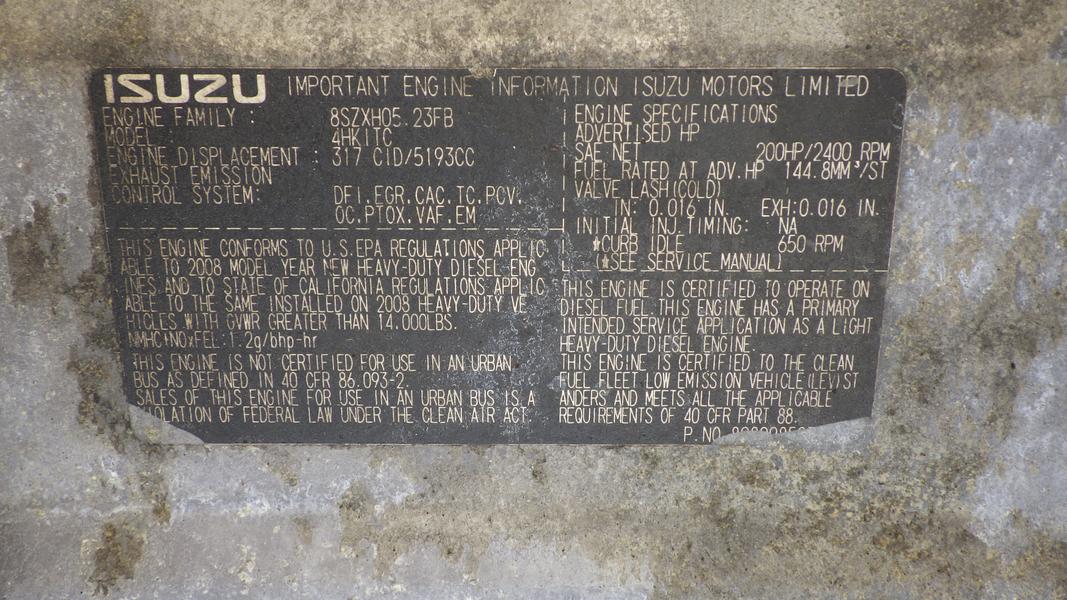 ISUZU IMPORTANT ENGINE INFORMATION ISUZU MOTORS LIMITED
ENGINE FAMILY : 8SZXH05.23FB
MODEL 4HK1TC
ENGINE DISPLACEMENT : 317 CID/5193CC
EXHAUST EMISSION
CONTROL SYSTEM: DFI,EGR,CAC,TC,PCV,
OC,PTOX,VAF,EM
THIS ENGINE CONFORMS TO U.S.EPA REGULATIONS APPLIC
ABLE TO 2008 MODEL YEAR NEW HEAVY-DUTY DIESEL ENG
INES AND TO STATE OF CALIFORNIA REGULATIONS APPLIC
ABLE TO THE SAME INSTALLED ON 2008 HEAVY-DUTY VE
HICLES WITH GVWR GREATER THAN 14.000LBS.
NMHC+NOxFEL:1.2g/bhp-hr
THIS ENGINE IS NOT CERTIFIED FOR USE IN AN URBAN
BUS AS DEFINED IN 40 CFR 86.093-2.
SALES OF THIS ENGINE FOR USE IN AN URBAN BUS IS A
VIOLATION OF FEDERAL LAW UNDER THE CLEAN AIR ACT.
ENGINE SPECIFICATIONS
ADVERTISED HP
SAE NET 200HP/2400 RPM
FUEL RATED AT ADV.HP 144.8MM³/ST
VALVE LASH(COLD)
IN: 0.016 IN. EXH:0.016 IN.
INITIAL INJ.TIMING: NA
★CURB IDLE 650 RPM
(★SEE SERVICE MANUAL)
THIS ENGINE IS CERTIFIED TO OPERATE ON
DIESEL FUEL.THIS ENGINE HAS A PRIMARY
INTENDED SERVICE APPLICATION AS A LIGHT
HEAVY-DUTY DIESEL ENGINE.
THIS ENGINE IS CERTIFIED TO THE CLEAN
FUEL FLEET LOW EMISSION VEHICLE(LEV)ST
ANDERS AND MEETS ALL THE APPLICABLE
REQUIREMENTS OF 40 CFR PART 88.
P.NO.